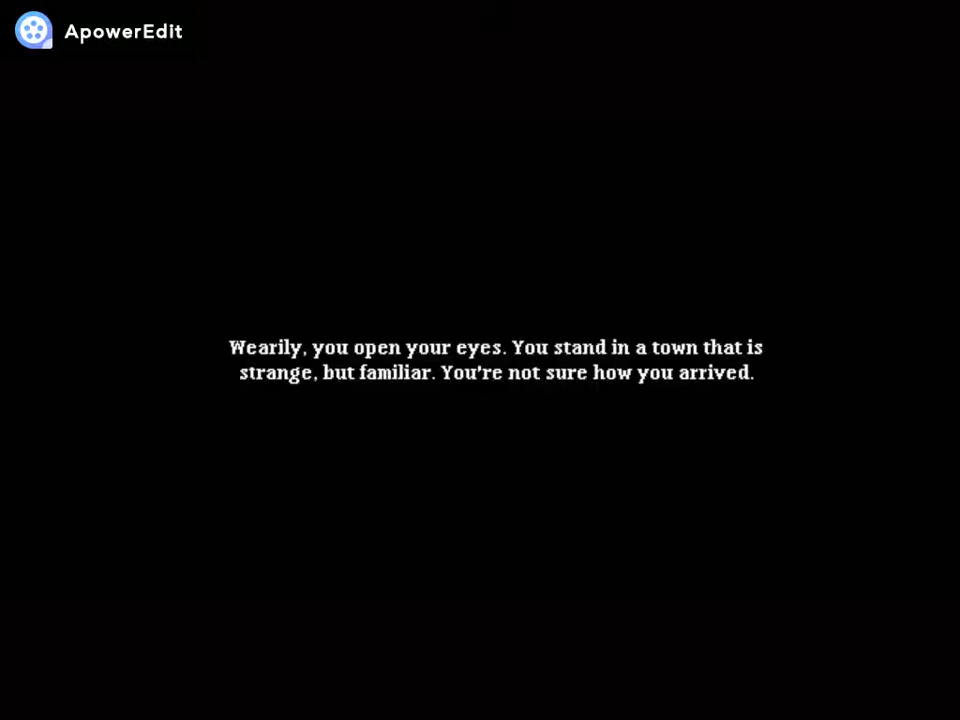 ApowerEdit
Wearily, you open your eyes. You stand in a town that is
strange, but familiar. You're not sure how you arrived.